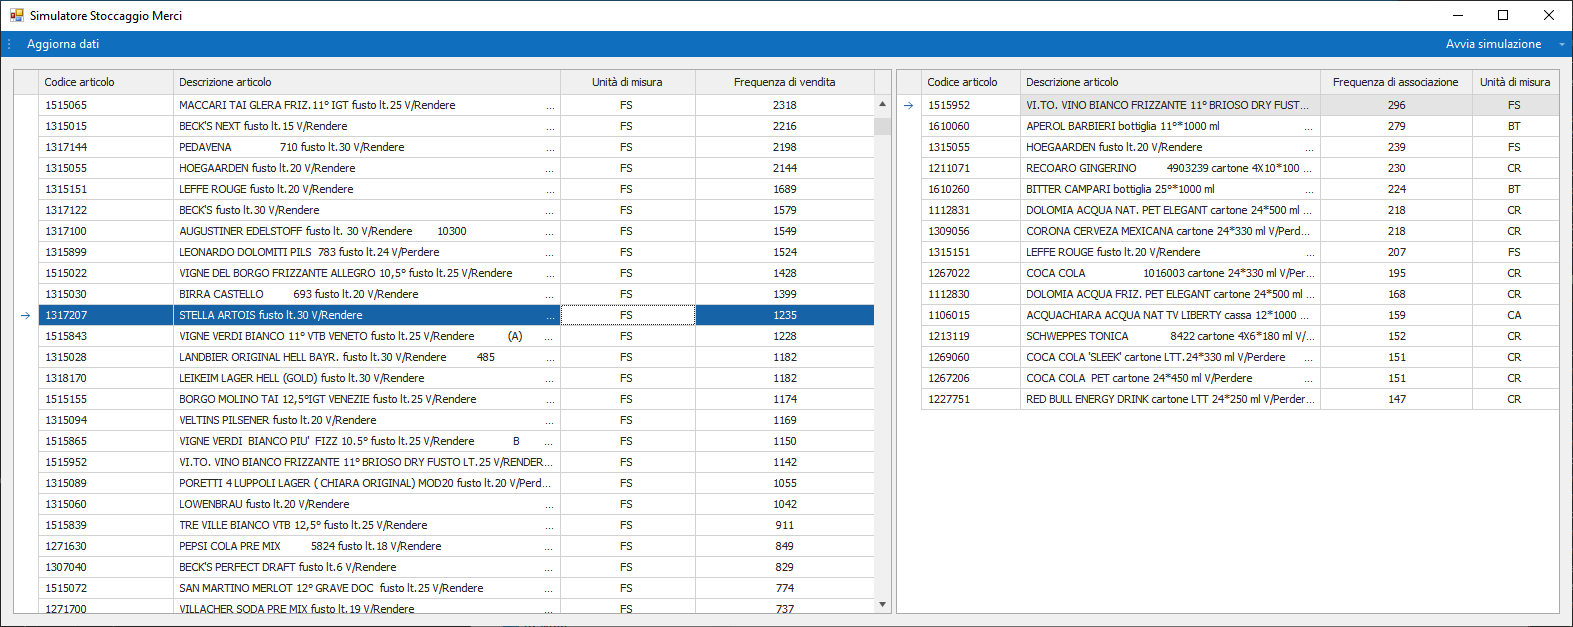 Simulatore Stoccaggio Merci
Aggiorna dati Avvia simulazione
Codice articolo Descrizione articolo Unità di misura Frequenza di vendita
1515065 MACCARI TAI GLERA FRIZ.11° IGT fusto lt.25 V/Rendere ... FS 2318
1315015 BECK'S NEXT fusto lt.15 V/Rendere ... FS 2216
1317144 PEDAVENA 710 fusto lt.30 V/Rendere ... FS 2198
1315055 HOEGAARDEN fusto lt.20 V/Rendere ... FS 2144
1315151 LEFFE ROUGE fusto lt.20 V/Rendere ... FS 1689
1317122 BECK'S fusto lt.30 V/Rendere ... FS 1579
1317100 AUGUSTINER EDELSTOFF fusto lt. 30 V/Rendere 10300 ... FS 1549
1315899 LEONARDO DOLOMITI PILS 783 fusto lt.24 V/Perdere ... FS 1524
1515022 VIGNE DEL BORGO FRIZZANTE ALLEGRO 10,5° fusto lt.25 V/Rendere ... FS 1428
1315030 BIRRA CASTELLO 693 fusto lt.20 V/Rendere ... FS 1399
1317207 STELLA ARTOIS fusto lt.30 V/Rendere ... FS 1235
1515843 VIGNE VERDI BIANCO 11° VTB VENETO fusto lt.25 V/Rendere (A) ... FS 1228
1315028 LANDBIER ORIGINAL HELL BAYR. fusto lt.30 V/Rendere 485 ... FS 1182
1318170 LEIKEIM LAGER HELL (GOLD) fusto lt.30 V/Rendere ... FS 1182
1515155 BORGO MOLINO TAI 12,5°IGT VENEZIE fusto lt.25 V/Rendere ... FS 1174
1315094 VELTINS PILSENER fusto lt.20 V/Rendere ... FS 1169
1515865 VIGNE VERDI BIANCO PIU' FIZZ 10.5° fusto lt.25 V/Rendere B ... FS 1150
1515952 VI.TO. VINO BIANCO FRIZZANTE 11° BRIOSO DRY FUSTO LT.25 V/RENDER... FS 1142
1315089 PORETTI 4 LUPPOLI LAGER ( CHIARA ORIGINAL) MOD20 fusto lt.20 V/Perd... FS 1055
1315060 LOWENBRAU fusto lt.20 V/Rendere ... FS 1042
1515839 TRE VILLE BIANCO VTB 12,5° fusto lt.25 V/Rendere ... FS 911
1271630 PEPSI COLA PRE MIX 5824 fusto lt.18 V/Rendere ... FS 849
1307040 BECK'S PERFECT DRAFT fusto lt.6 V/Rendere ... FS 829
1515072 SAN MARTINO MERLOT 12° GRAVE DOC fusto lt.25 V/Rendere ... FS 774
1271700 VILLACHER SODA PRE MIX fusto lt.19 V/Rendere ... FS 737
Codice articolo Descrizione articolo Frequenza di associazione Unità di misura
1515952 VI.TO. VINO BIANCO FRIZZANTE 11° BRIOSO DRY FUST... 296 FS
1610060 APEROL BARBIERI bottiglia 11°*1000 ml ... 279 BT
1315055 HOEGAARDEN fusto lt.20 V/Rendere ... 239 FS
1211071 RECOARO GINGERINO 4903239 cartone 4X10*100 ... 230 CR
1610260 BITTER CAMPARI bottiglia 25°*1000 ml ... 224 BT
1112831 DOLOMIA ACQUA NAT. PET ELEGANT cartone 24*500 ml ... 218 CR
1309056 CORONA CERVEZA MEXICANA cartone 24*330 ml V/Perd... 218 CR
1315151 LEFFE ROUGE fusto lt.20 V/Rendere ... 207 FS
1267022 COCA COLA 1016003 cartone 24*330 ml V/Per... 195 CR
1112830 DOLOMIA ACQUA FRIZ. PET ELEGANT cartone 24*500 ml ... 168 CR
1106015 ACQUACHIARA ACQUA NAT TV LIBERTY cassa 12*1000 ... 159 CA
1213119 SCHWEPPES TONICA 8422 cartone 4X6*180 ml V/... 152 CR
1269060 COCA COLA 'SLEEK' cartone LTT.24*330 ml V/Perdere ... 151 CR
1267206 COCA COLA PET cartone 24*450 ml V/Perdere ... 151 CR
1227751 RED BULL ENERGY DRINK cartone LTT 24*250 ml V/Perder... 147 CR